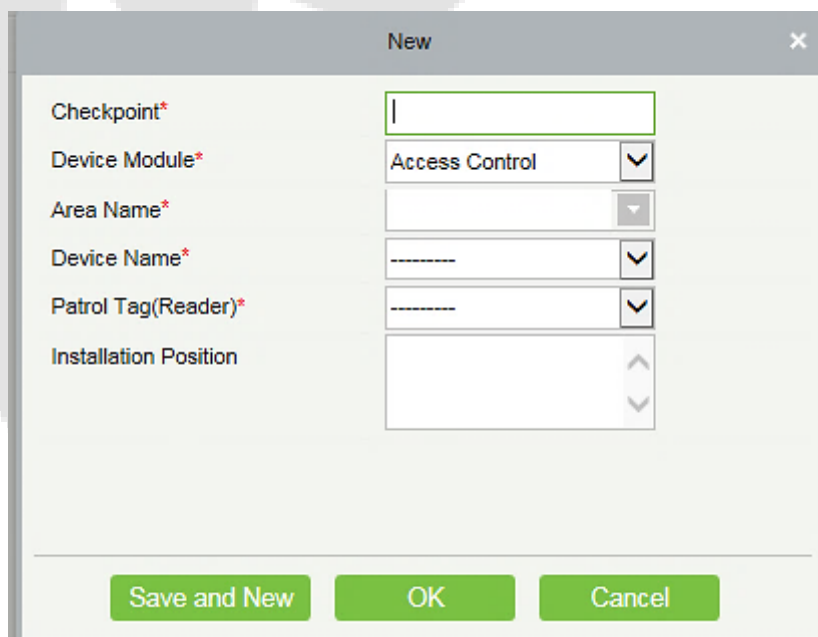 New
Checkpoint*
Device Module* Access Control
Area Name*
Device Name* ---------
Patrol Tag(Reader)* ---------
Installation Position
Save and New OK Cancel